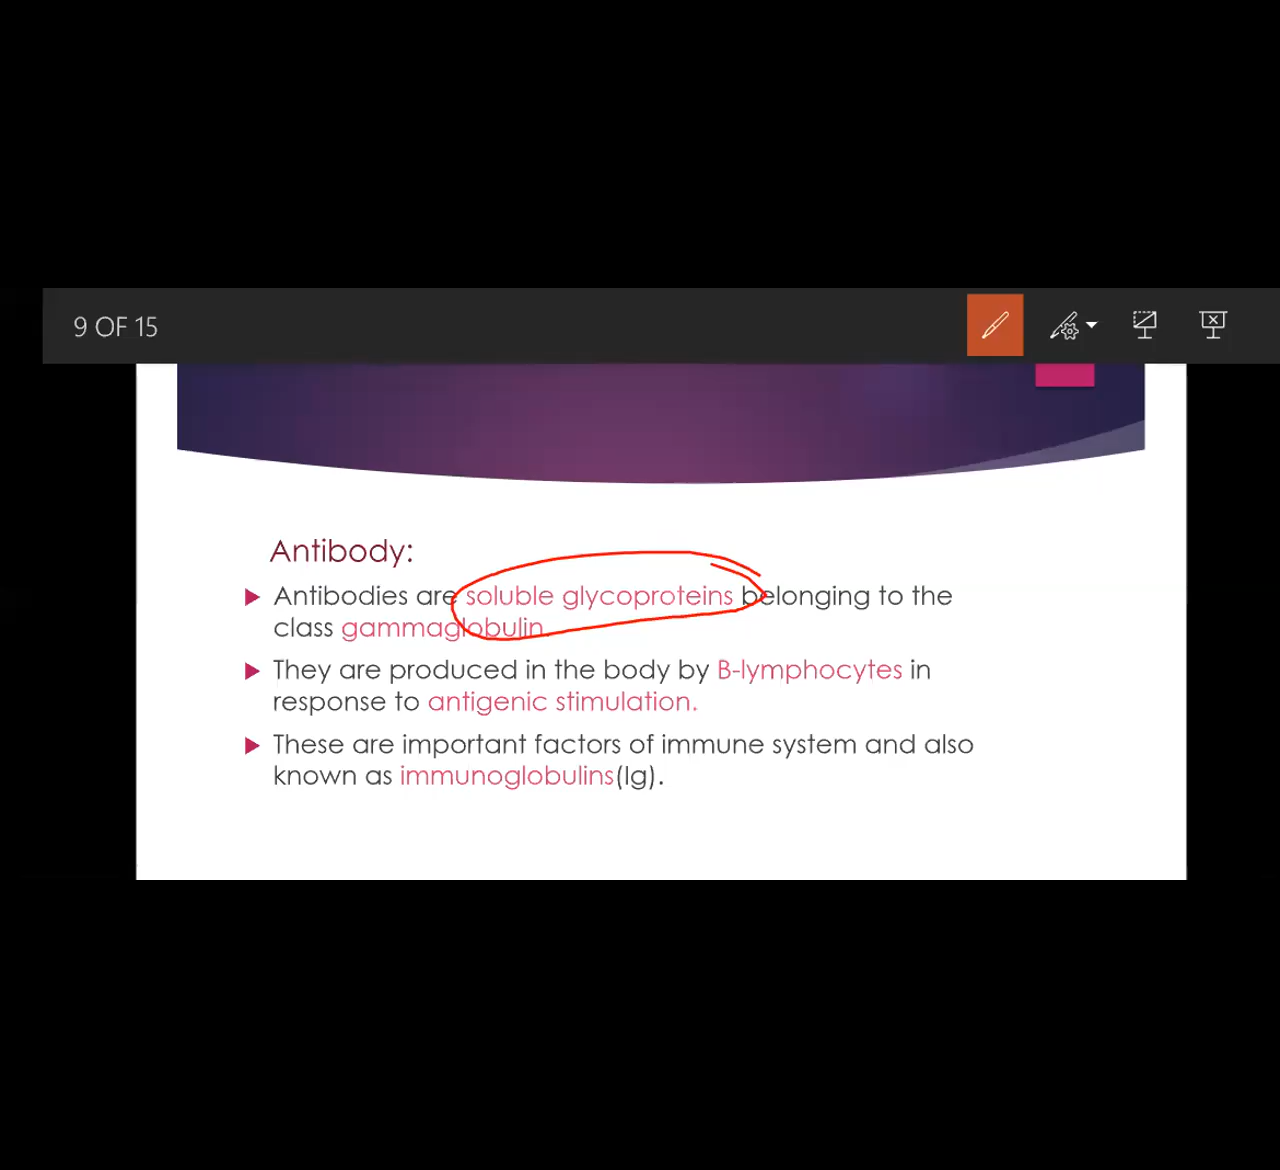 9 OF 15
Antibody:
Antibodies are soluble glycoproteins belonging to the
class gammaglobulin.
They are produced in the body by B-lymphocytes in
response to antigenic stimulation.
These are important factors of immune system and also
known as immunoglobulins(Ig).